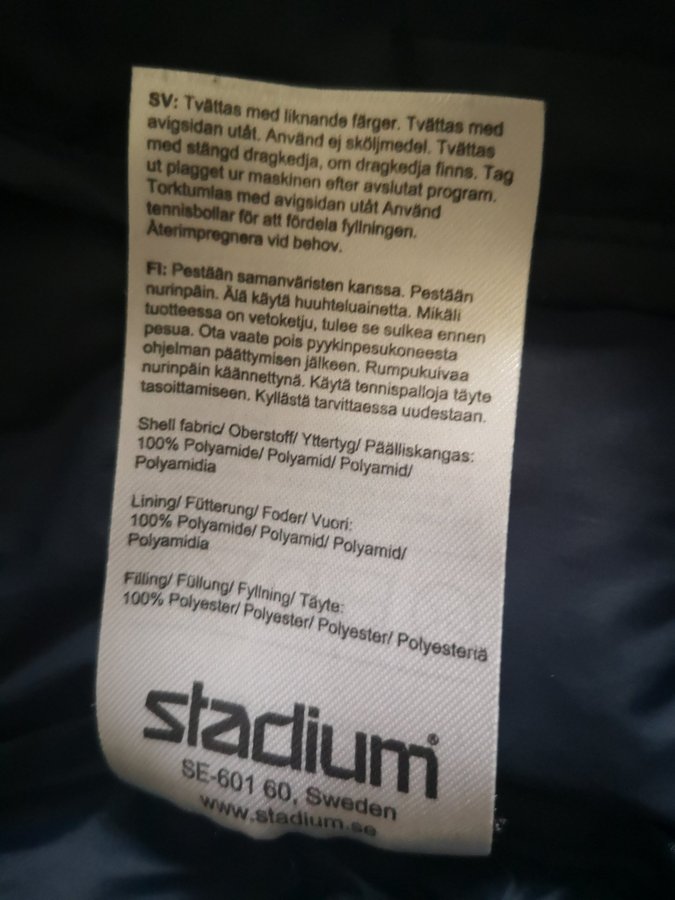 SV: Tvättas med liknande färger. Tvättas med
avigsidan utåt. Använd ej sköljmedel. Tvättas
med stängd dragkedja, om dragkedja finns. Tag
ut plagget ur maskinen efter avslutat program.
Torktumlas med avigsidan utåt Använd
tennisbollar för att fördela fyllningen.
Återimpregnera vid behov.
FI: Pestään samanväristen kanssa. Pestään
nurinpäin. Älä käytä huuhteluainetta. Mikäli
tuotteessa on vetoketju, tulee se sulkea ennen
pesua. Ota vaate pois pyykinpesukoneesta
ohjelman päättymisen jälkeen. Rumpukuivaa
nurinpäin käännettynä. Käytä tennispalloja täyte
tasoittamiseen. Kyllästä tarvittaessa uudestaan.
Shell fabric/ Oberstoff/ Yttertyg/ Päälliskangas:
100% Polyamide/ Polyamid/ Polyamid/
Polyamidia
Lining/ Fütterung/ Foder/ Vuori:
100% Polyamide/ Polyamid/ Polyamid/
Polyamidia
Filling/ Füllung/ Fyllning/ Täyte:
100% Polyester/ Polyester/ Polyester/ Polyesteriä
stadium®
SE-601 60, Sweden
www.stadium.se